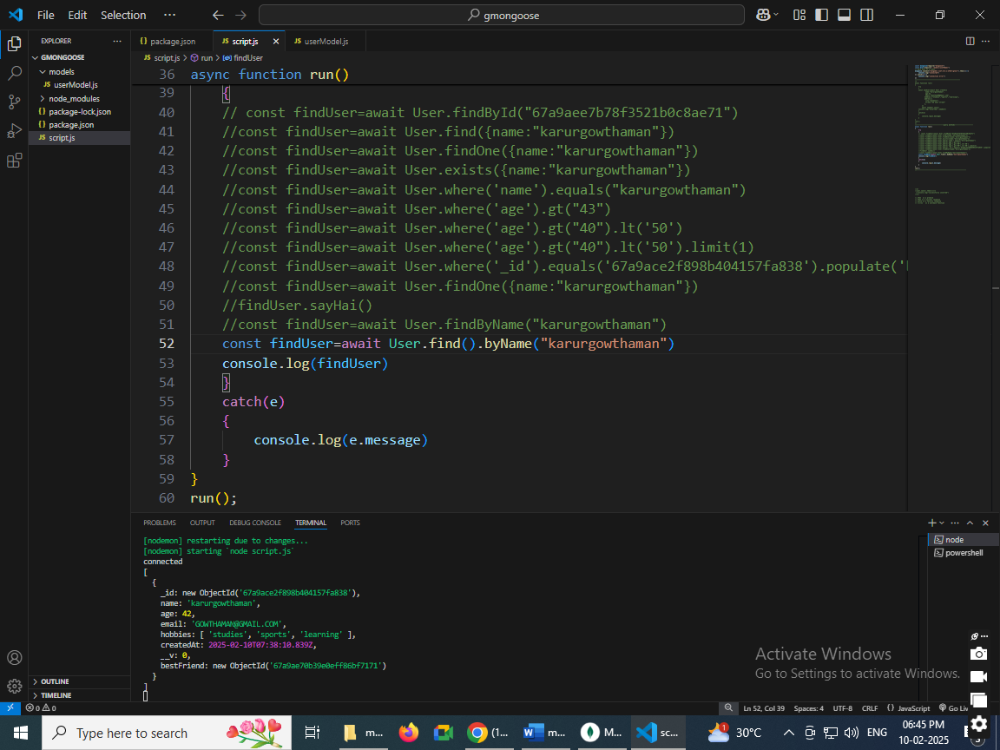 File Edit Selection ··· gmongoose
EXPLORER ···
GMONGOOSE
models
JS userModel.js
node_modules
{} package-lock.json
{} package.json
JS script.js
OUTLINE
TIMELINE
{} package.json JS script.js JS userModel.js
JS script.js > run > findUser
36 async function run()
39 {
40 // const findUser=await User.findById("67a9aee7b78f3521b0c8ae71")
41 //const findUser=await User.find({name:"karurgowthaman"})
42 //const findUser=await User.findOne({name:"karurgowthaman"})
43 //const findUser=await User.exists({name:"karurgowthaman"})
44 //const findUser=await User.where('name').equals("karurgowthaman")
45 //const findUser=await User.where('age').gt("43")
46 //const findUser=await User.where('age').gt("40").lt('50')
47 //const findUser=await User.where('age').gt("40").lt('50').limit(1)
48 //const findUser=await User.where('_id').equals('67a9ace2f898b404157fa838').populate('
49 //const findUser=await User.findOne({name:"karurgowthaman"})
50 //findUser.sayHai()
51 //const findUser=await User.findByName("karurgowthaman")
52 const findUser=await User.find().byName("karurgowthaman")
53 console.log(findUser)
54 }
55 catch(e)
56 {
57 console.log(e.message)
58 }
59 }
60 run();
PROBLEMS OUTPUT DEBUG CONSOLE TERMINAL PORTS
node
powershell
[nodemon] restarting due to changes...
[nodemon] starting `node script.js`
connected
[
{
_id: new ObjectId('67a9ace2f898b404157fa838'),
name: 'karurgowthaman',
age: 42,
email: 'GOWTHAMAN@GMAIL.COM',
hobbies: [ 'studies', 'sports', 'learning' ],
createdAt: 2025-02-10T07:38:10.839Z,
__v: 0,
bestFriend: new ObjectId('67a9ae70b39e0eff86bf7171')
}
]
Activate Windows
Go to Settings to activate Windows.
0 0 Ln 52, Col 39 Spaces: 4 UTF-8 CRLF {} JavaScript Go Liv
Type here to search m... (1... m... M... sc... 1 30°C ENG 06:45 PM
10-02-2025 3